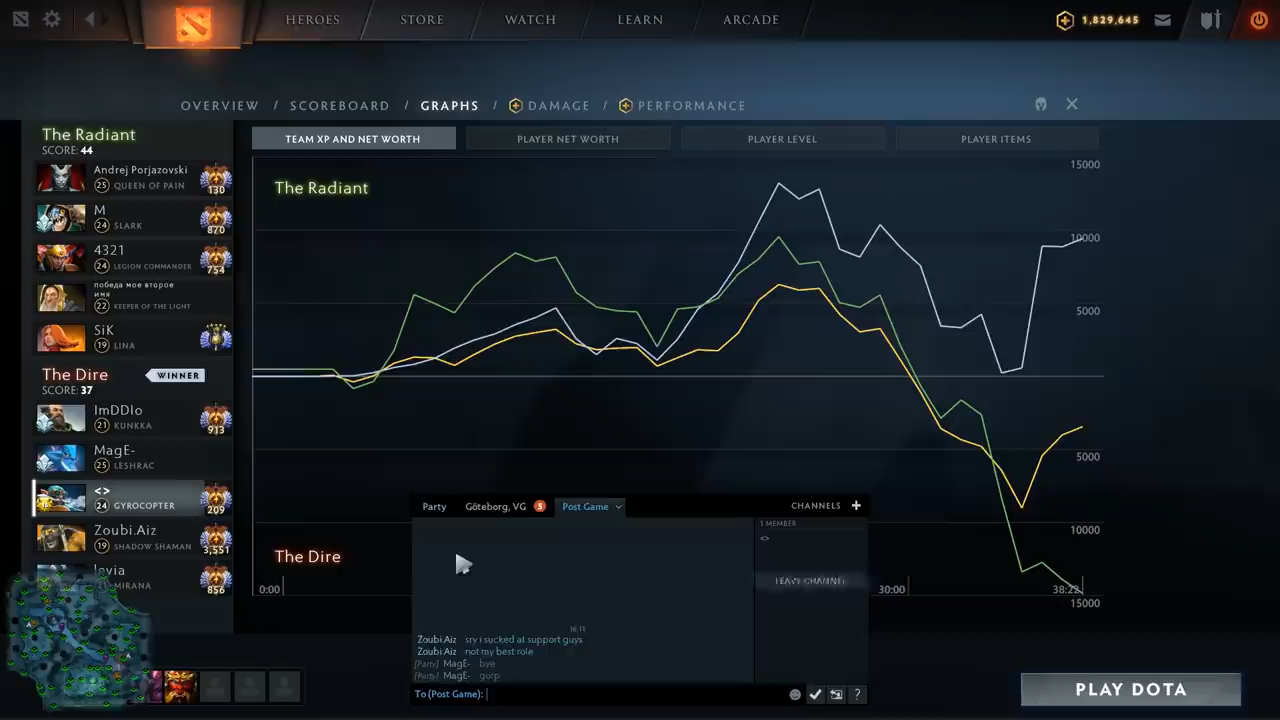 HEROES STORE WATCH LEARN ARCADE 1,829,645
OVERVIEW / SCOREBOARD / GRAPHS / DAMAGE / PERFORMANCE
The Radiant
SCORE: 44
Andrej Porjazovski
25 QUEEN OF PAIN
130
M
24 SLARK
870
4321
24 LEGION COMMANDER
754
победа мое второе
имя
22 KEEPER OF THE LIGHT
SiK
19 LINA
The Dire WINNER
SCORE: 37
ImDDIo
21 KUNKKA
913
MagE-
25 LESHRAC
<>
24 GYROCOPTER
209
Zoubi.Aiz
19 SHADOW SHAMAN
3,551
levia
MIRANA
856
TEAM XP AND NET WORTH PLAYER NET WORTH PLAYER LEVEL PLAYER ITEMS
The Radiant
15000
10000
5000
5000
10000
15000
The Dire
0:00 30:00 38:22
Party Göteborg, VG 5 Post Game CHANNELS +
1 MEMBER
<>
LEAVE CHANNEL
Zoubi.Aiz sry i sucked at support guys
Zoubi.Aiz not my best role
[Party] MagE- bye
[Party] MagE- gurp
To (Post Game):
?
PLAY DOTA